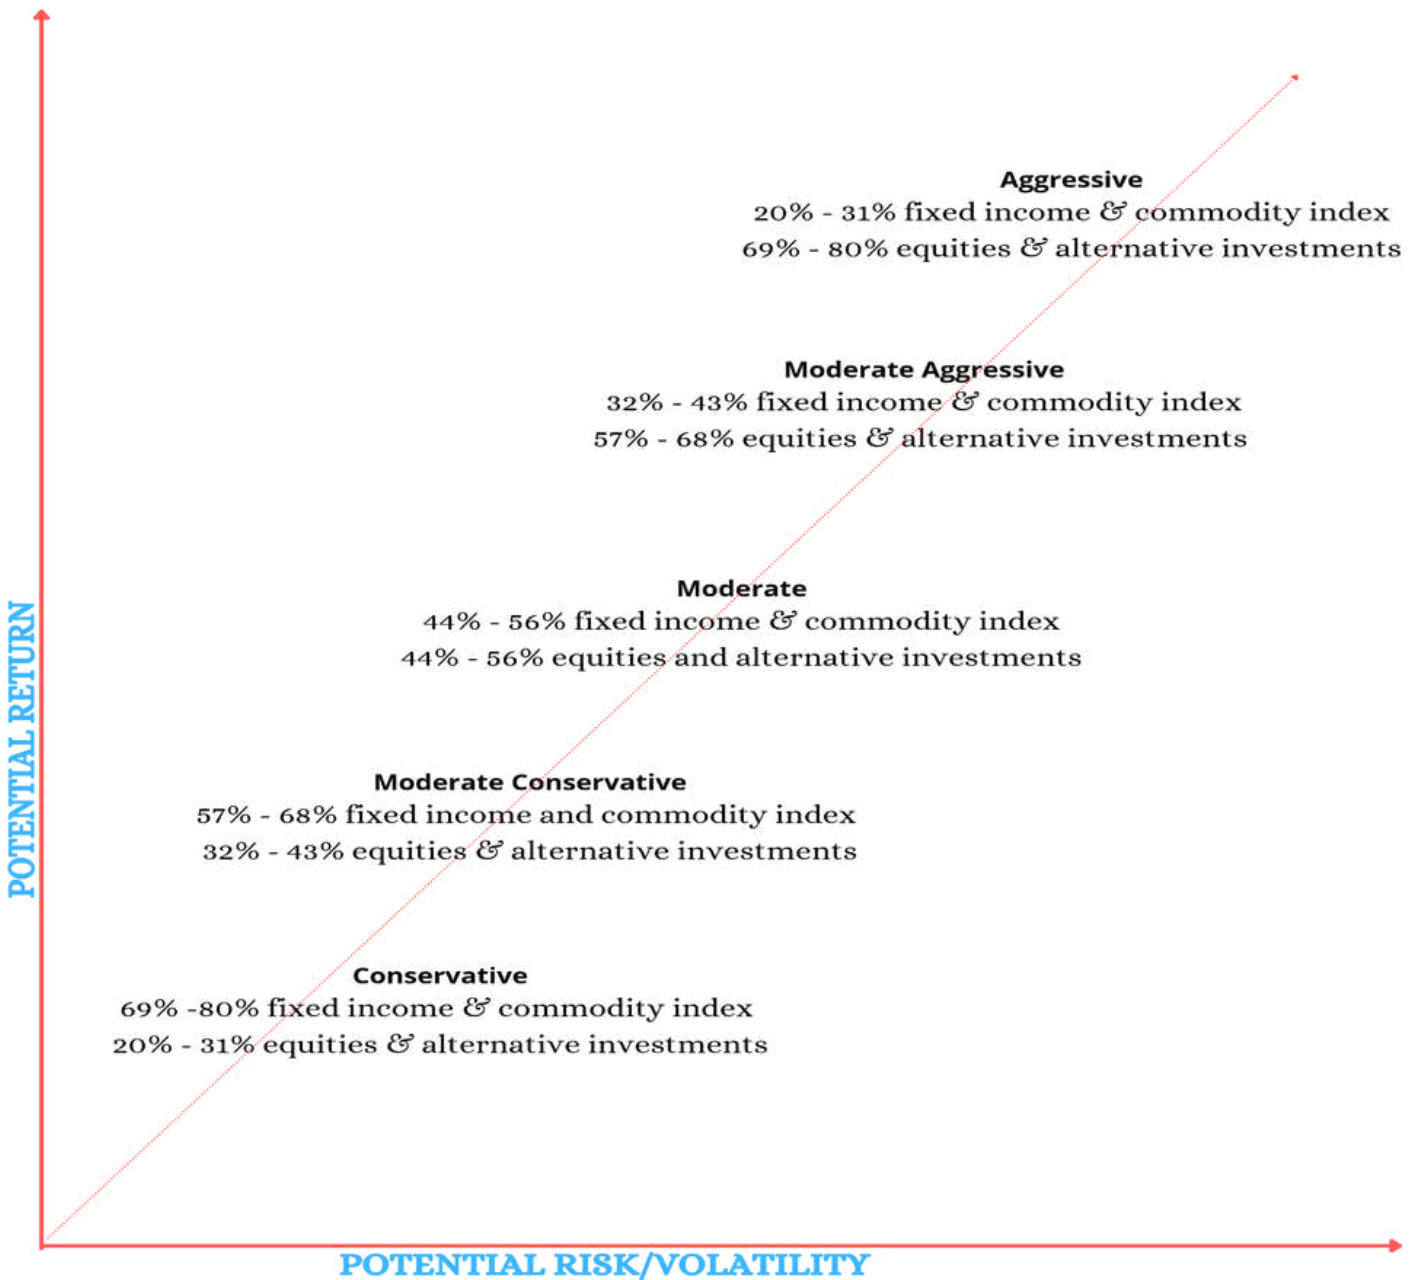 Aggressive
20% - 31% fixed income & commodity index
69% - 80% equities & alternative investments
Moderate Aggressive
32% - 43% fixed income & commodity index
57% - 68% equities & alternative investments
Moderate
44% - 56% fixed income & commodity index
44% - 56% equities and alternative investments
Moderate Conservative
57% - 68% fixed income and commodity index
32% - 43% equities & alternative investments
Conservative
69% -80% fixed income & commodity index
20% - 31% equities & alternative investments
POTENTIAL RETURN
POTENTIAL RISK/VOLATILITY